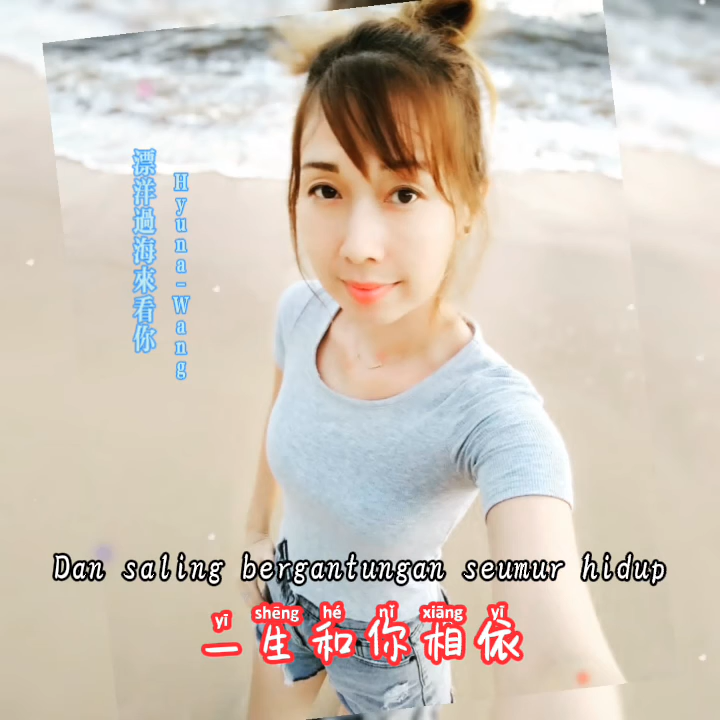 漂洋過海來看你
Hyuna-Wang
Dan saling bergantungan seumur hidup
yī shēng hé nǐ xiāng yī
一生和你相依